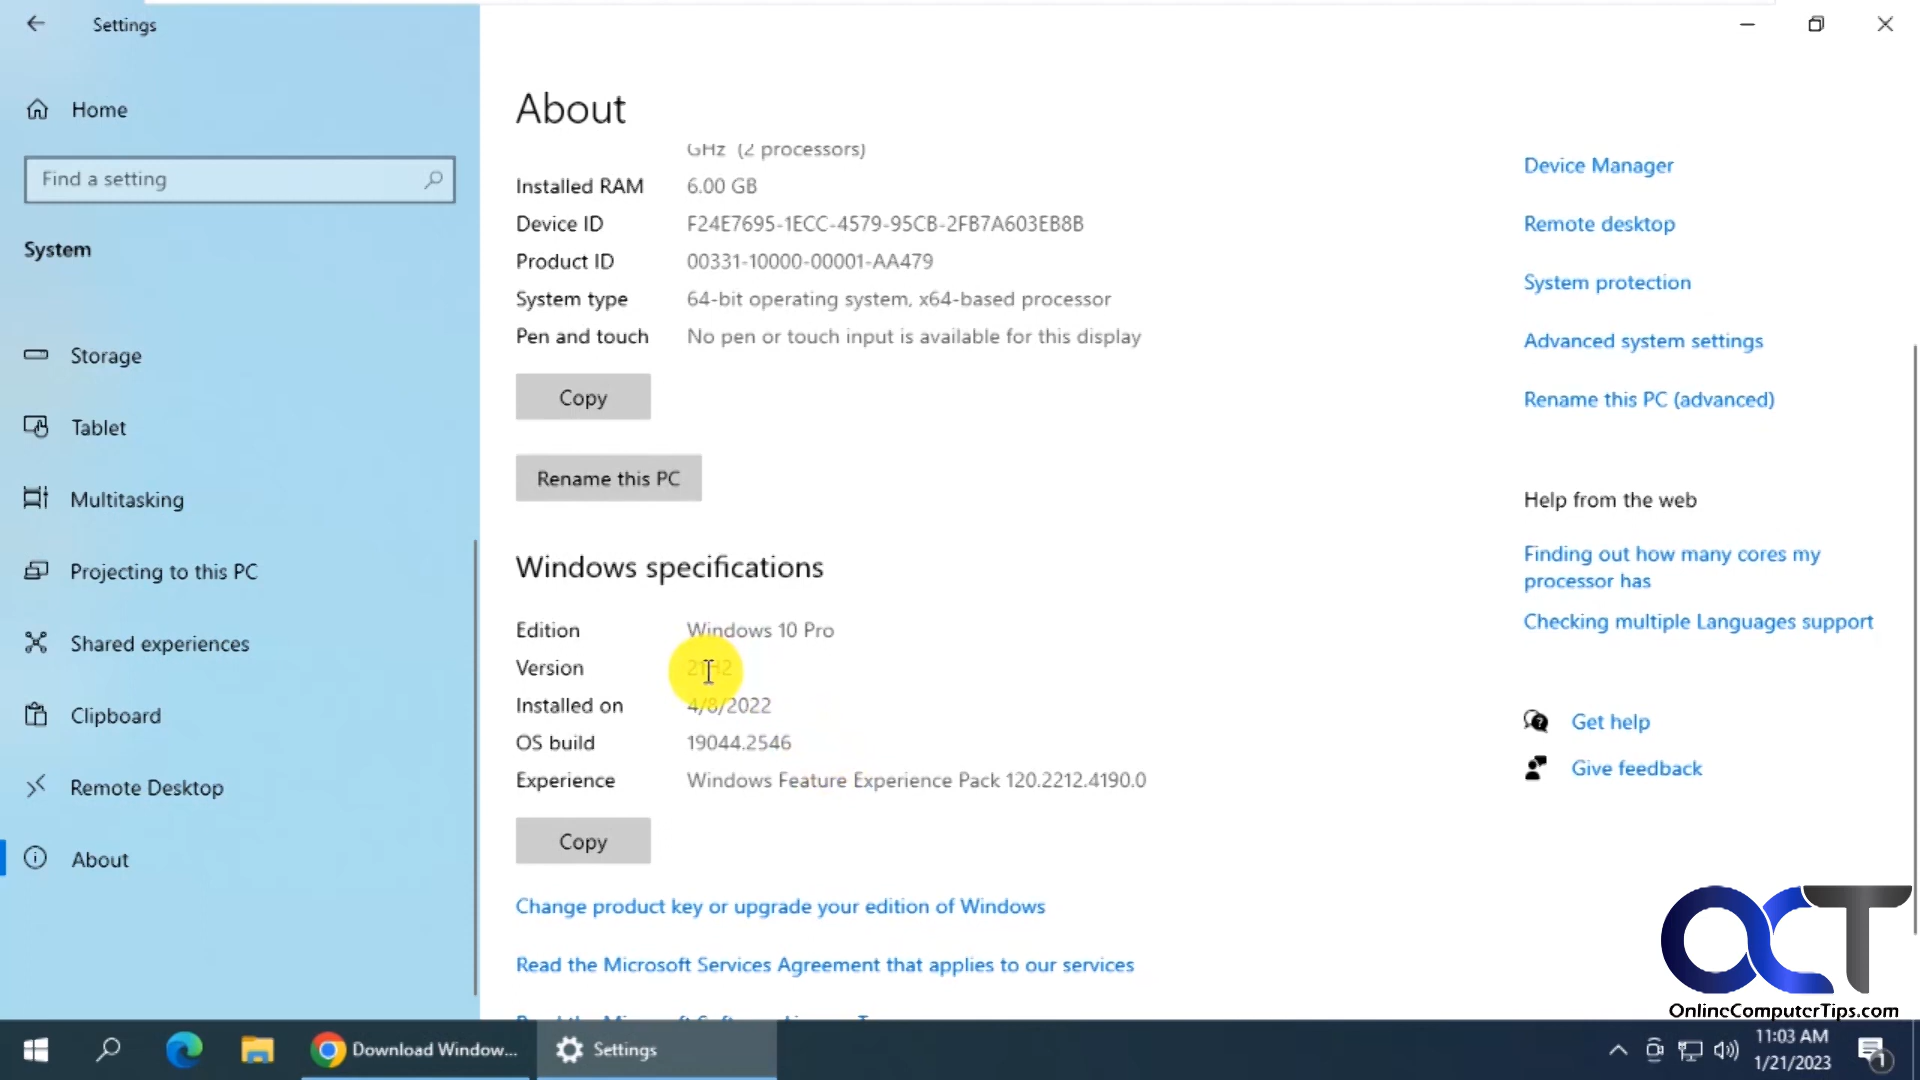 Settings
Home
Find a setting
System
Storage
Tablet
Multitasking
Projecting to this PC
Shared experiences
Clipboard
Remote Desktop
About
About
GHz (2 processors)
Installed RAM 6.00 GB
Device ID F24E7695-1ECC-4579-95CB-2FB7A603EB8B
Product ID 00331-10000-00001-AA479
System type 64-bit operating system, x64-based processor
Pen and touch No pen or touch input is available for this display
Copy
Rename this PC
Windows specifications
Edition Windows 10 Pro
Version 21H2
Installed on 4/8/2022
OS build 19044.2546
Experience Windows Feature Experience Pack 120.2212.4190.0
Copy
Change product key or upgrade your edition of Windows
Read the Microsoft Services Agreement that applies to our services
Device Manager
Remote desktop
System protection
Advanced system settings
Rename this PC (advanced)
Help from the web
Finding out how many cores my
processor has
Checking multiple Languages support
Get help
Give feedback
OCT
OnlineComputerTips.com
Download Window...
Settings
11:03 AM
1/21/2023
1